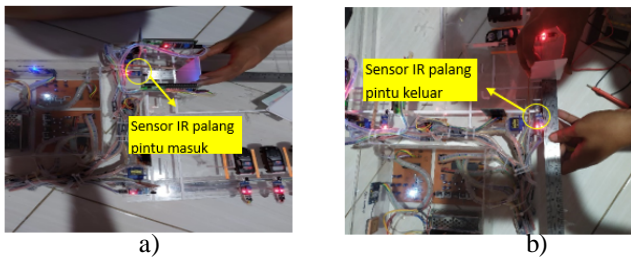 Sensor IR palang
pintu masuk
Sensor IR palang
pintu keluar
a)
b)